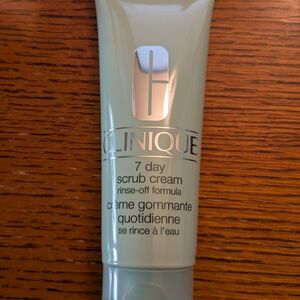 CLINIQUE
7 day
scrub cream
rinse-off formula
crème gommante
quotidienne
se rince à l'eau